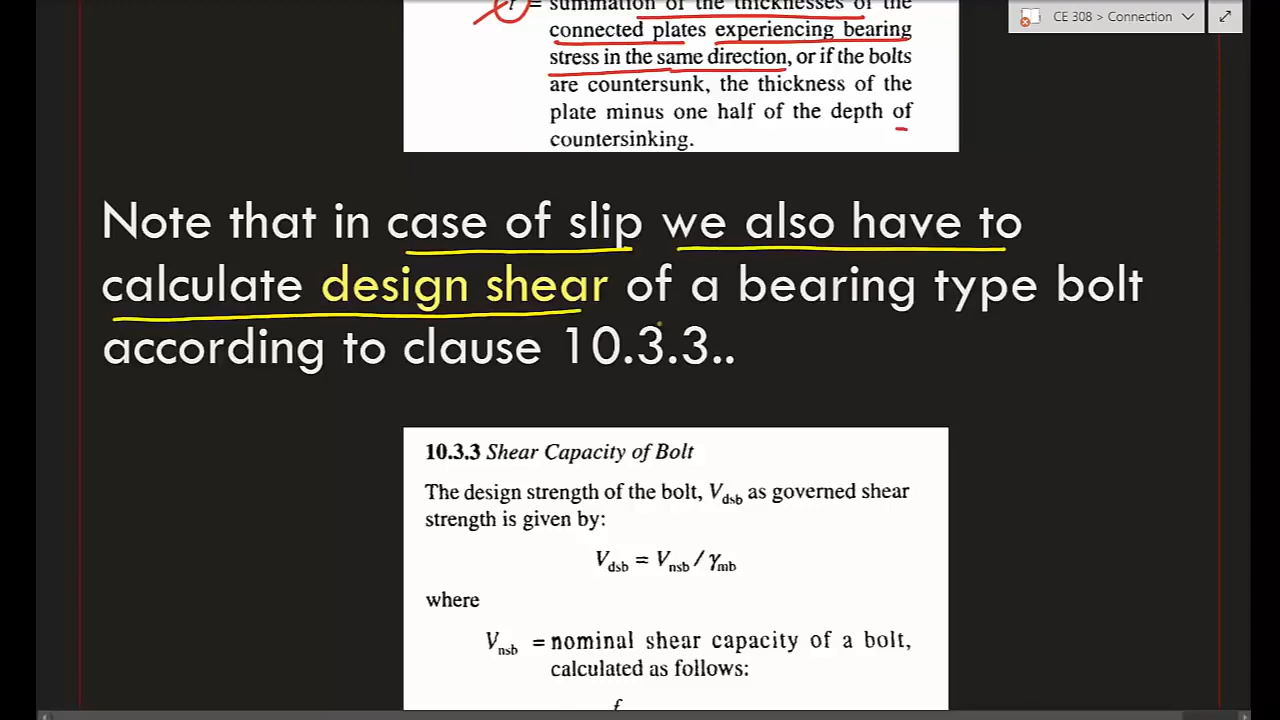 CE 308 > Connection
t = summation of the thicknesses of the
connected plates experiencing bearing
stress in the same direction, or if the bolts
are countersunk, the thickness of the
plate minus one half of the depth of
countersinking.
Note that in case of slip we also have to
calculate design shear of a bearing type bolt
according to clause 10.3.3..
10.3.3 Shear Capacity of Bolt
The design strength of the bolt, Vdsb as governed shear
strength is given by:
Vdsb = Vnsb / γmb
where
Vnsb = nominal shear capacity of a bolt,
calculated as follows:
f